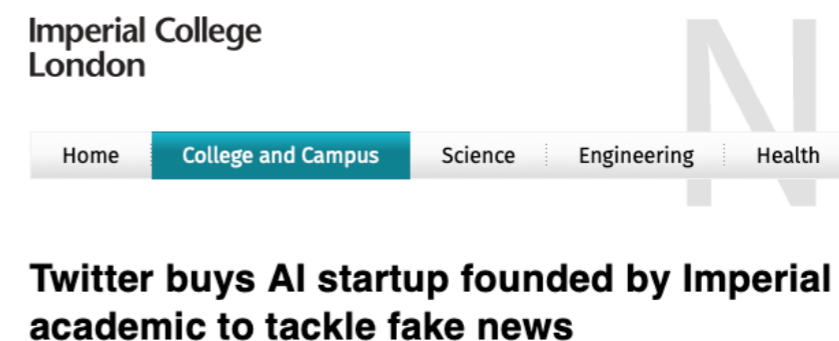 Imperial College
London
Home College and Campus Science Engineering Health
N
Twitter buys AI startup founded by Imperial
academic to tackle fake news